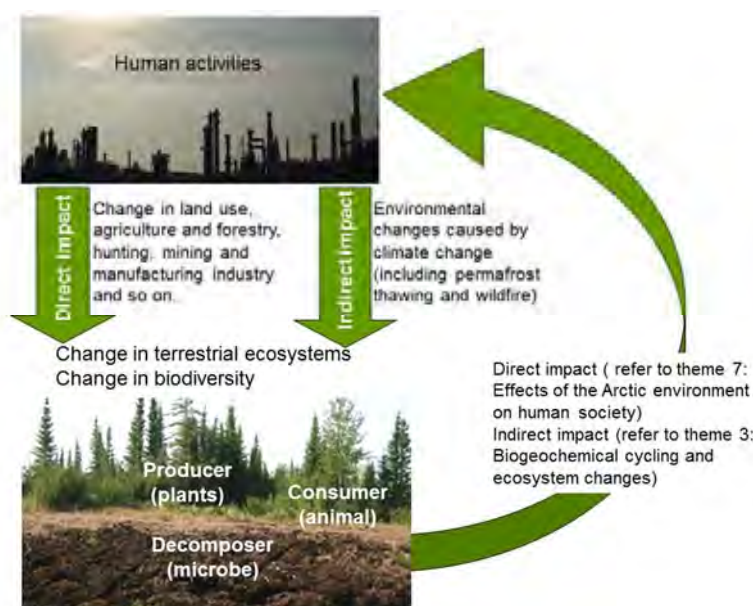 Human activities
Direct Impact
Change in land use,
agriculture and forestry,
hunting, mining and
manufacturing industry
and so on.
Indirect impact
Environmental
changes caused by
climate change
(including permafrost
thawing and wildfire)
Change in terrestrial ecosystems
Change in biodiversity
Producer
(plants)
Consumer
(animal)
Decomposer
(microbe)
Direct impact ( refer to theme 7:
Effects of the Arctic environment
on human society)
Indirect impact (refer to theme 3:
Biogeochemical cycling and
ecosystem changes)